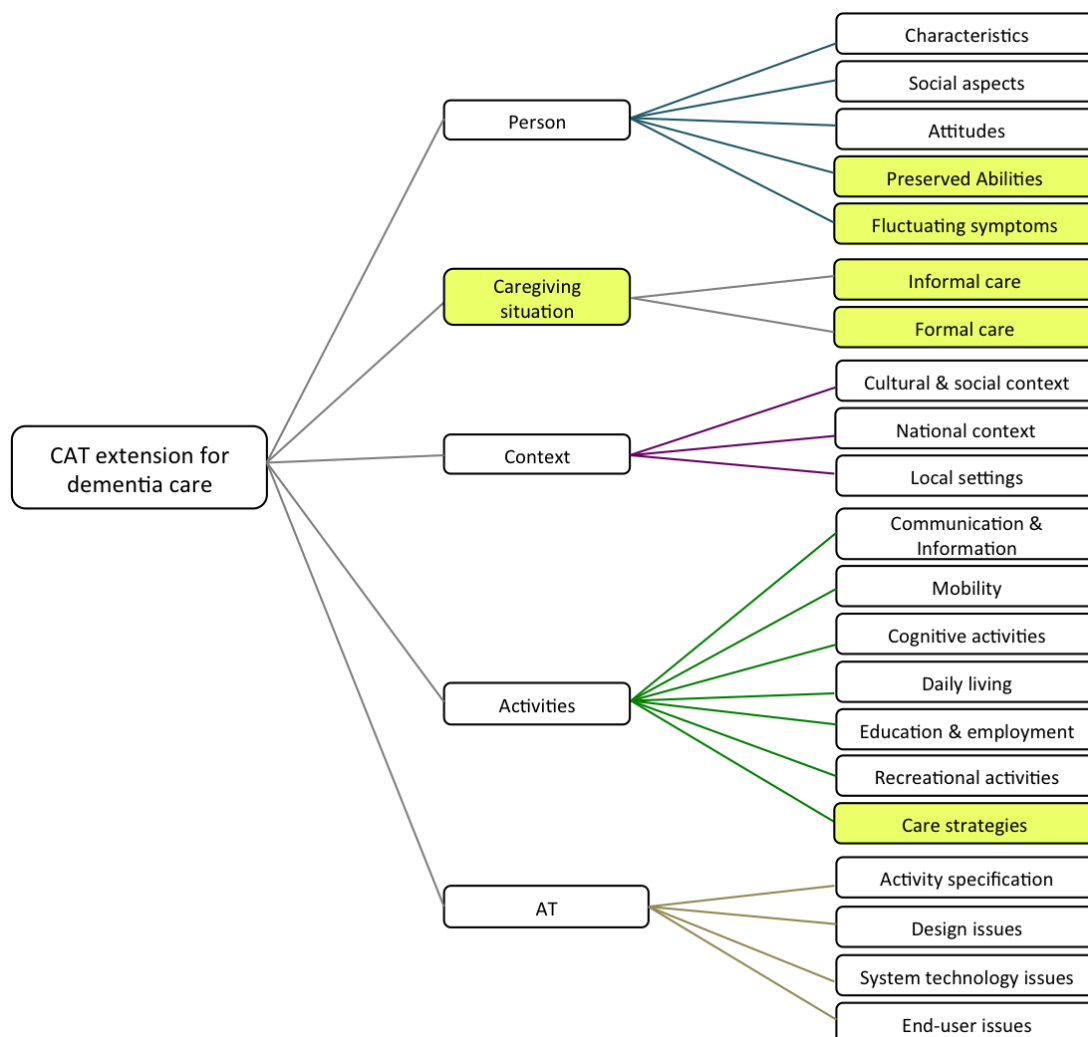 Characteristics
Social aspects
Person
Attitudes
Preserved Abilities
Fluctuating symptoms
Caregiving
situation
Informal care
Formal care
CAT extension for
dementia care
Context
Cultural & social context
National context
Local settings
Activities
Communication &
Information
Mobility
Cognitive activities
Daily living
Education & employment
Recreational activities
Care strategies
AT
Activity specification
Design issues
System technology issues
End-user issues